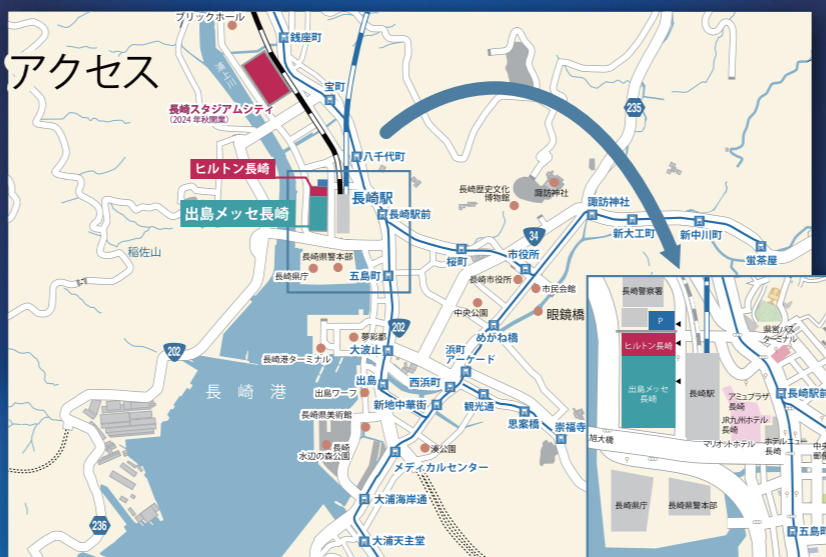 アクセス
ブリックホール
銭座町
浦上川
宝町
長崎スタジアムシティ
（2024年秋開業）
235
八千代町
ヒルトン長崎
出島メッセ長崎
長崎駅
長崎駅前
長崎歴史文化
博物館
諏訪神社
諏訪神社
新大工町
新中川町
蛍茶屋
34
市役所
桜町
稲佐山
長崎県警本部
長崎県庁
五島町
長崎市役所
市民会館
中央公園
眼鏡橋
めがね橋
202
202
夢彩都
大波止
長崎港ターミナル
浜町
アーケード
長崎港
出島
西浜町
出島ワーフ
新地中華街
観光通
思案橋
崇福寺
長崎県美術館
長崎
水辺の森公園
湊公園
メディカルセンター
大浦海岸通
大浦天主堂
236
長崎警察署
P
ヒルトン長崎
出島メッセ
長崎
長崎駅
県営バス
ターミナル
長崎駅前
アミュプラザ
長崎
JR九州ホテル
長崎
マリオットホテル
ホテルニュー
長崎
中央
郵便
旭大橋
長崎県庁
長崎県警本部
五島町